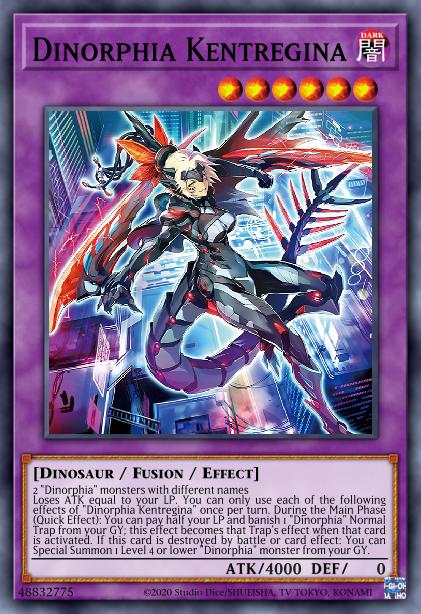 DINORPHIA KENTREGINA
DARK
闇
[DINOSAUR / FUSION / EFFECT]
2 "Dinorphia" monsters with different names
Loses ATK equal to your LP. You can only use each of the following
effects of "Dinorphia Kentregina" once per turn. During the Main Phase
(Quick Effect): You can pay half your LP and banish 1 "Dinorphia" Normal
Trap from your GY; this effect becomes that Trap's effect when that card
is activated. If this card is destroyed by battle or card effect: You can
Special Summon 1 Level 4 or lower "Dinorphia" monster from your GY.
ATK/4000 DEF/ 0
48832775 ©2020 Studio Dice/SHUEISHA, TV TOKYO, KONAMI